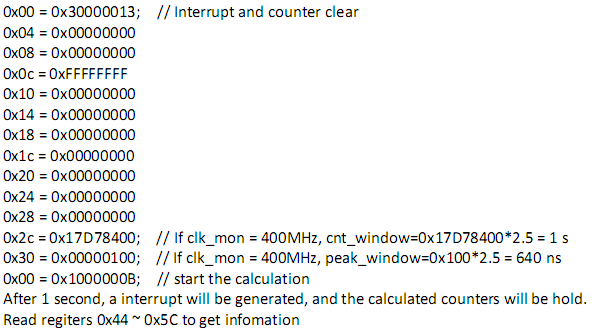 0x00 = 0x30000013;   // Interrupt and counter clear
0x04 = 0x00000000
0x08 = 0x00000000
0x0c = 0xFFFFFFFF
0x10 = 0x00000000
0x14 = 0x00000000
0x18 = 0x00000000
0x1c = 0x00000000
0x20 = 0x00000000
0x24 = 0x00000000
0x28 = 0x00000000
0x2c = 0x17D78400;   // If clk_mon = 400MHz, cnt_window=0x17D78400*2.5 = 1 s
0x30 = 0x00000100;   // If clk_mon = 400MHz, peak_window=0x100*2.5 = 640 ns
0x00 = 0x1000000B;   // start the calculation
After 1 second, a interrupt will be generated, and the calculated counters will be hold.
Read regiters 0x44 ~ 0x5C to get infomation